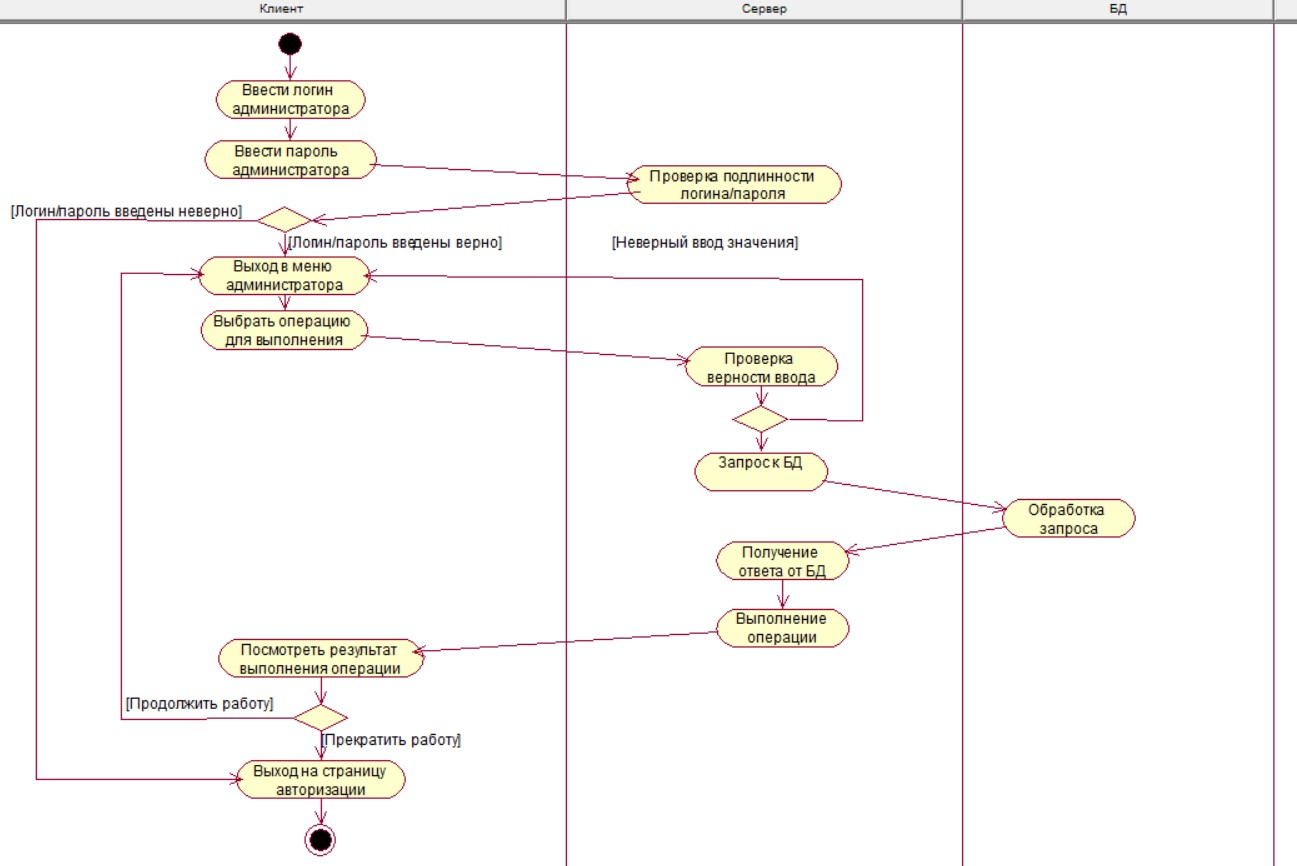 Клиент
Сервер
БД
Ввести логин
администратора
Ввести пароль
администратора
Проверка подлинности
логина/пароля
[Логин/пароль введены неверно]
[Логин/пароль введены верно]
[Неверный ввод значения]
Выход в меню
администратора
Выбрать операцию
для выполнения
Проверка
верности ввода
Запрос к БД
Обработка
запроса
Получение
ответа от БД
Выполнение
операции
Посмотреть результат
выполнения операции
[Продолжить работу]
[Прекратить работу]
Выход на страницу
авторизации